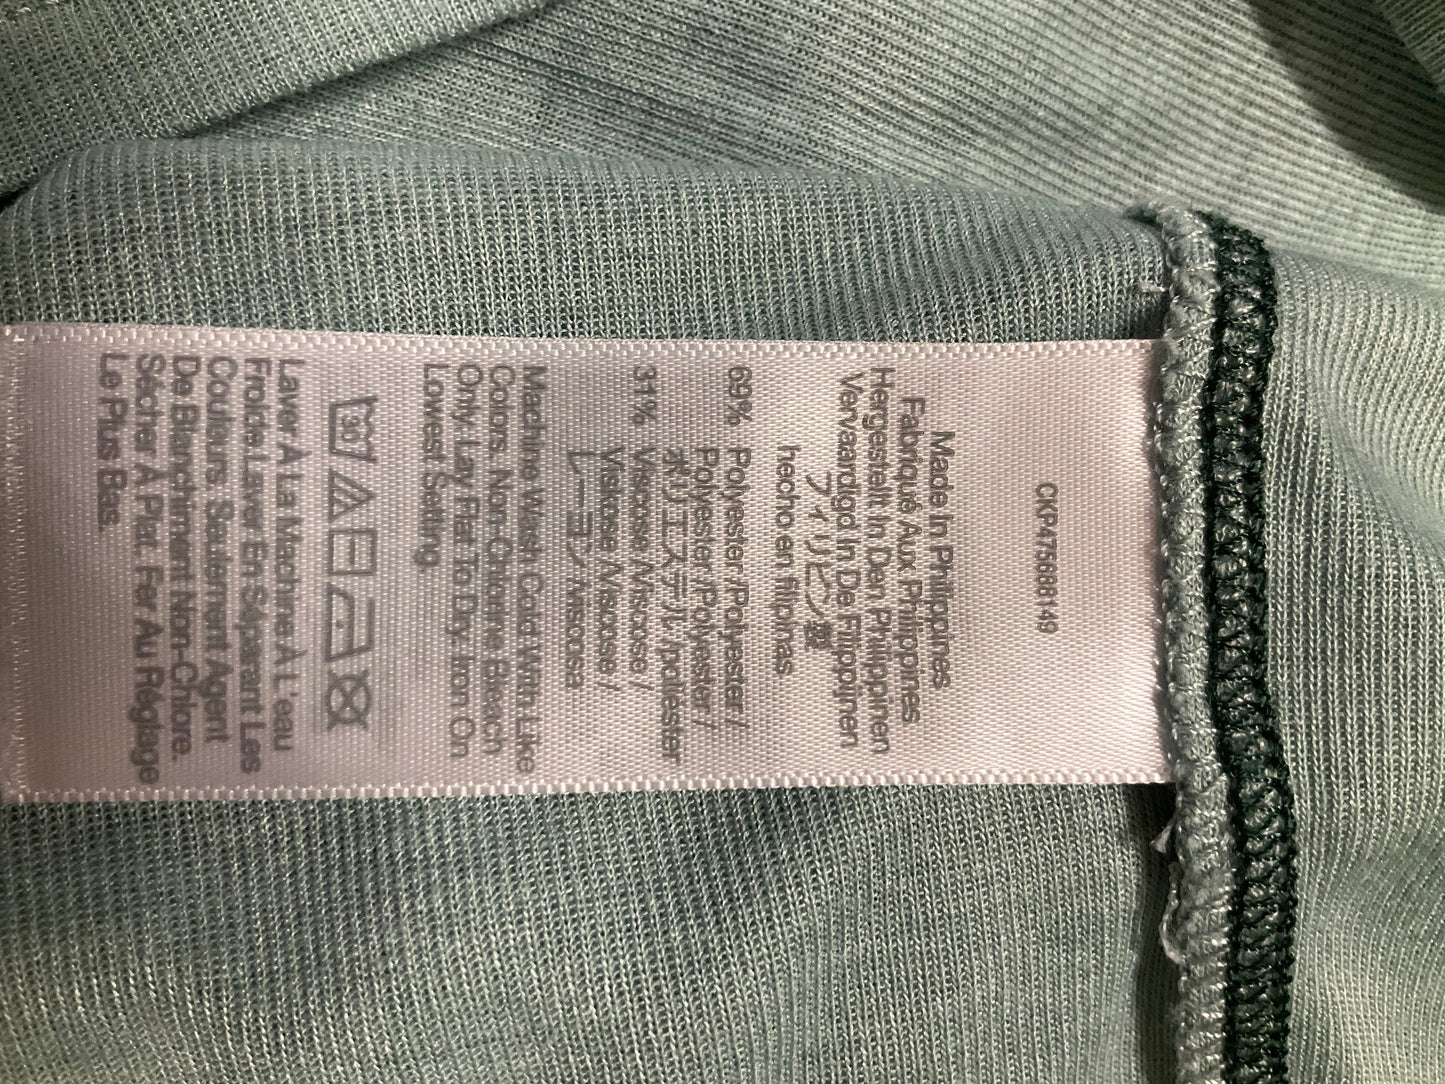 CKP475688149
Made In Philippines
Fabriqué Aux Philippines
Hergestellt In Den Philippinen
Vervardigd In De Filippijnen
フィリピン製
hecho en filipinas
69% Polyester / Polyester /
Polyester / Polyester /
ポリエステル / poliéster
31% Viscose / Viscose /
Viskose / Viscose /
レーヨン / viscosa
Machine Wash Cold With Like
Colors. Non-Chlorine Bleach
Only. Lay Flat To Dry. Iron On
Lowest Setting.
30
Laver À La Machine À L'eau
Froide. Laver En Séparant Les
Couleurs. Seulement Agent
De Blanchiment Non-Chlore.
Sécher À Plat. Fer Au Réglage
Le Plus Bas.